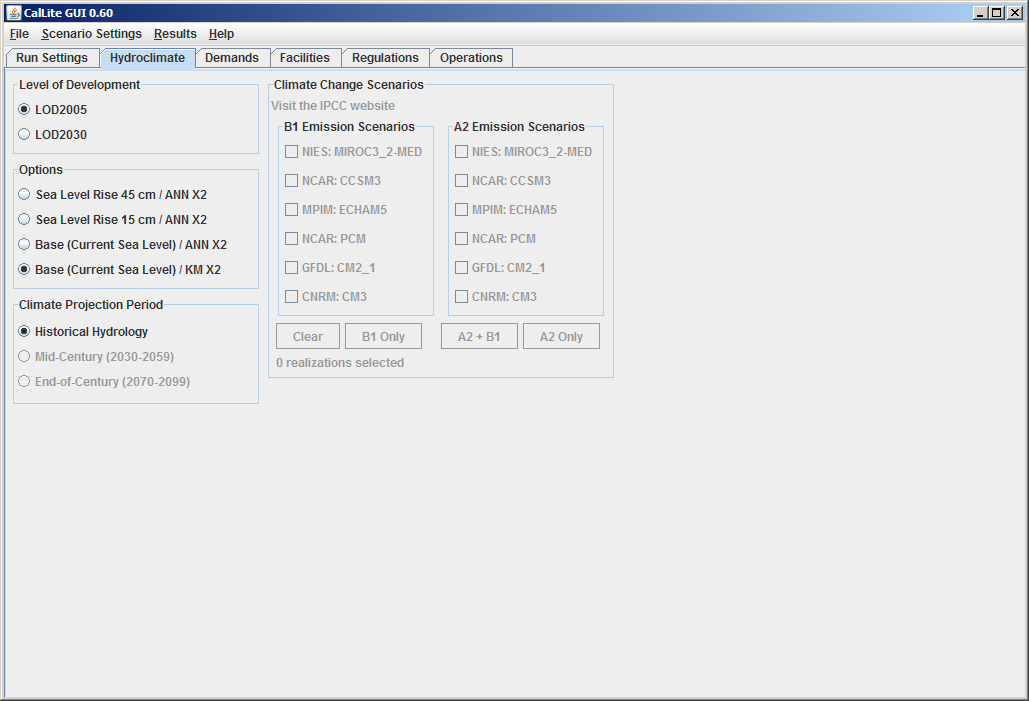 CalLite GUI 0.60
File Scenario Settings Results Help
Run Settings Hydroclimate Demands Facilities Regulations Operations
Level of Development
LOD2005
LOD2030
Options
Sea Level Rise 45 cm / ANN X2
Sea Level Rise 15 cm / ANN X2
Base (Current Sea Level) / ANN X2
Base (Current Sea Level) / KM X2
Climate Projection Period
Historical Hydrology
Mid-Century (2030-2059)
End-of-Century (2070-2099)
Climate Change Scenarios
Visit the IPCC website
B1 Emission Scenarios
NIES: MIROC3_2-MED
NCAR: CCSM3
MPIM: ECHAM5
NCAR: PCM
GFDL: CM2_1
CNRM: CM3
A2 Emission Scenarios
NIES: MIROC3_2-MED
NCAR: CCSM3
MPIM: ECHAM5
NCAR: PCM
GFDL: CM2_1
CNRM: CM3
Clear B1 Only A2 + B1 A2 Only
0 realizations selected